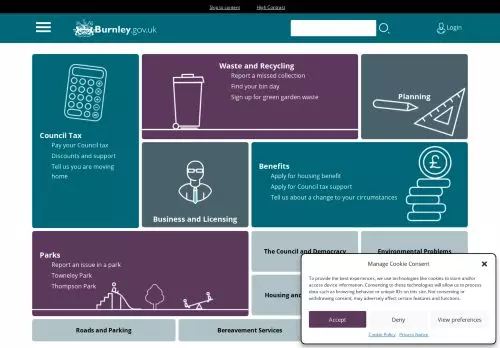 Skip to content
High Contrast
Burnley.gov.uk
Login
Waste and Recycling
Report a missed collection
Find your bin day
Sign up for green garden waste
Planning
Council Tax
Pay your Council tax
Discounts and support
Tell us you are moving
home
Benefits
Apply for housing benefit
Apply for Council tax support
Tell us about a change to your circumstances
£
Business and Licensing
Parks
Report an issue in a park
Towneley Park
Thompson Park
The Council and Democracy
Environmental Problems
Housing and
Roads and Parking
Bereavement Services
Manage Cookie Consent
To provide the best experiences, we use technologies like cookies to store and/or
access device information. Consenting to these technologies will allow us to process
data such as browsing behavior or unique IDs on this site. Not consenting or
withdrawing consent, may adversely affect certain features and functions.
Accept
Deny
View preferences
Cookie Policy
Privacy Notice